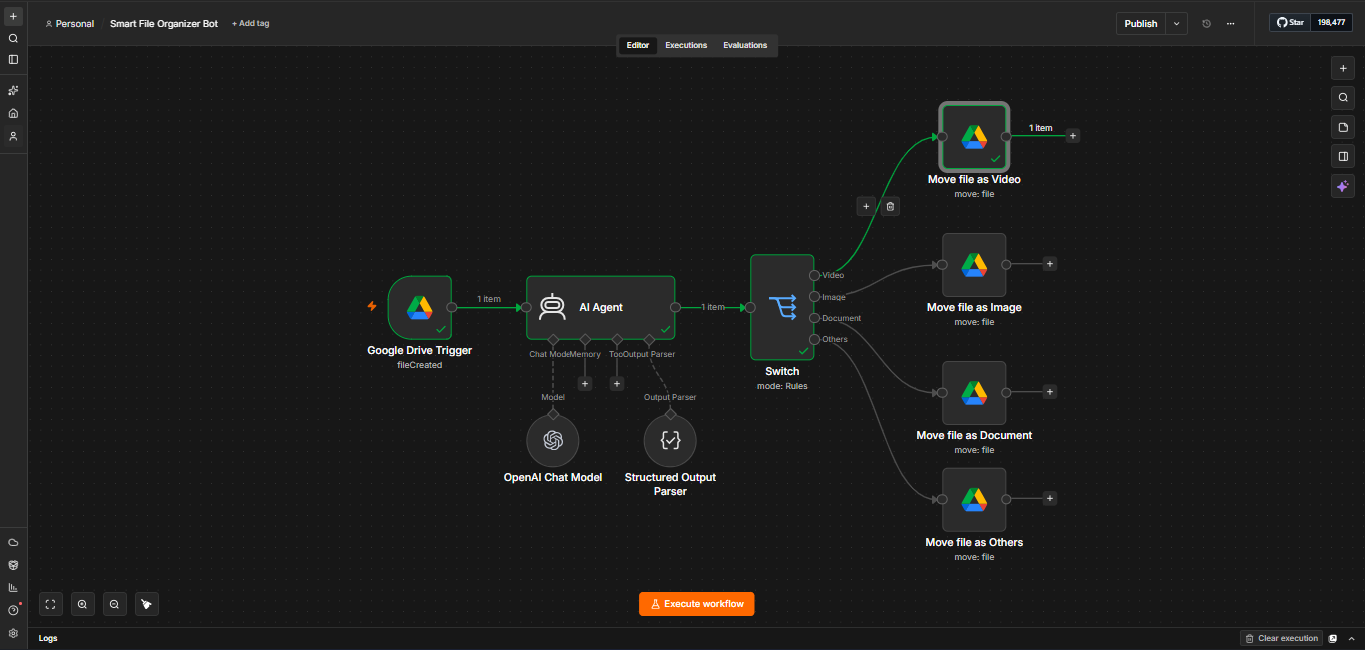 Personal
Smart File Organizer Bot
+ Add tag
Publish
Star
198,477
Editor
Executions
Evaluations
1 item
Move file as Video
move: file
Video
Image
Document
Others
Move file as Image
move: file
1 item
AI Agent
1 item
Google Drive Trigger
fileCreated
Chat Mode
Memory
Too
Output Parser
Switch
mode: Rules
Model
Output Parser
Move file as Document
move: file
OpenAI Chat Model
Structured Output
Parser
Move file as Others
move: file
Execute workflow
Logs
Clear execution